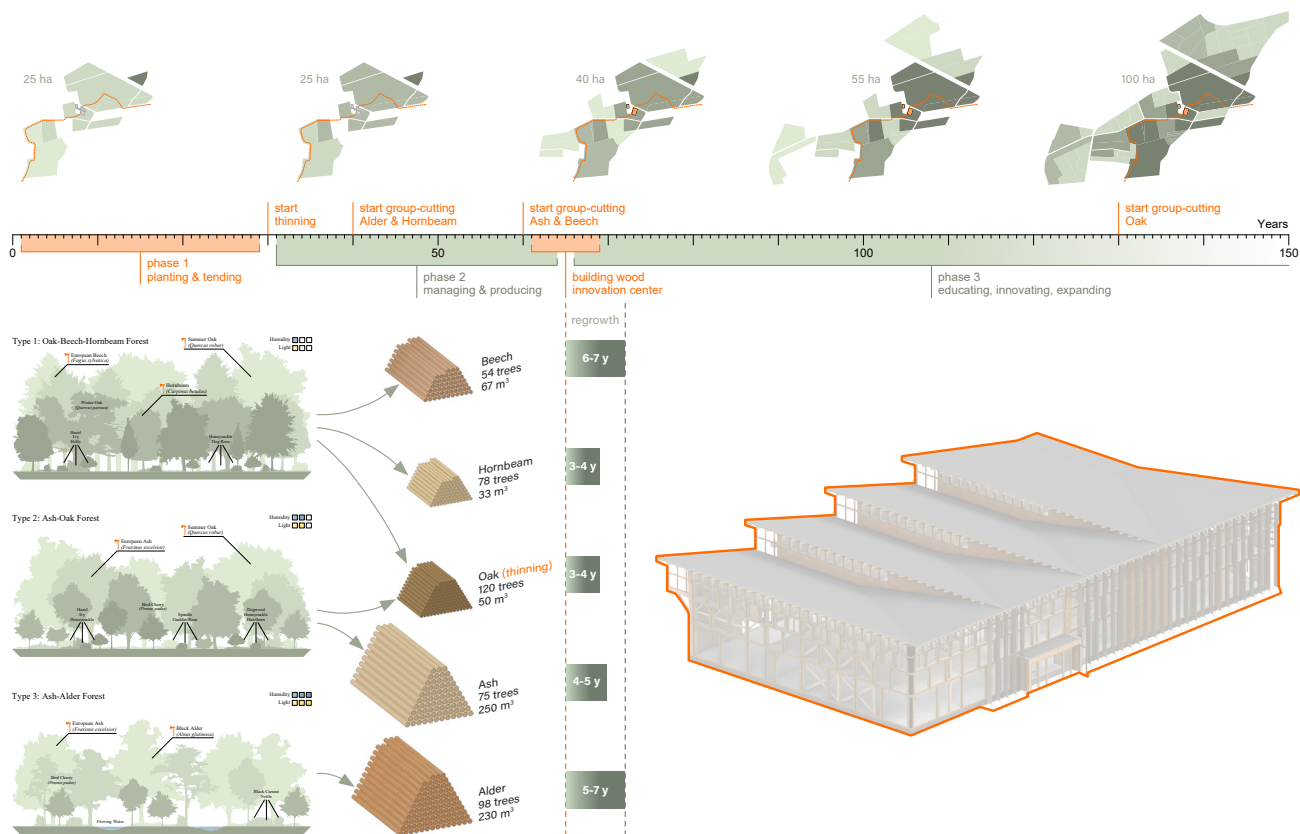 25 ha
25 ha
40 ha
55 ha
100 ha
start
thinning
start group-cutting
Alder & Hornbeam
start group-cutting
Ash & Beech
start group-cutting
Oak
Years
0
50
100
150
phase 1
planting & tending
phase 2
managing & producing
building wood
innovation center
phase 3
educating, innovating, expanding
regrowth
Type 1: Oak-Beech-Hornbeam Forest
Humidity
Light
European Beech
(Fagus sylvatica)
Summer Oak
(Quercus robur)
Hornbeam
(Carpinus betulus)
Winter Oak
Hazel
Ivy
Holly
Honeysuckle
Dog Rose
Beech
54 trees
67 m³
6-7 y
Hornbeam
78 trees
33 m³
3-4 y
Type 2: Ash-Oak Forest
Humidity
Light
European Ash
(Fraxinus excelsior)
Summer Oak
(Quercus robur)
Hazel
Ivy
Honeysuckle
Bird Cherry
(Prunus padus)
Spindle
Guelder Rose
Dogwood
Honeysuckle
Hawthorn
Oak (thinning)
120 trees
50 m³
3-4 y
Ash
75 trees
250 m³
4-5 y
Type 3: Ash-Alder Forest
Humidity
Light
European Ash
(Fraxinus excelsior)
Black Alder
(Alnus glutinosa)
Bird Cherry
(Prunus padus)
Black Currant
Nettle
Flowing Water
Alder
98 trees
230 m³
5-7 y